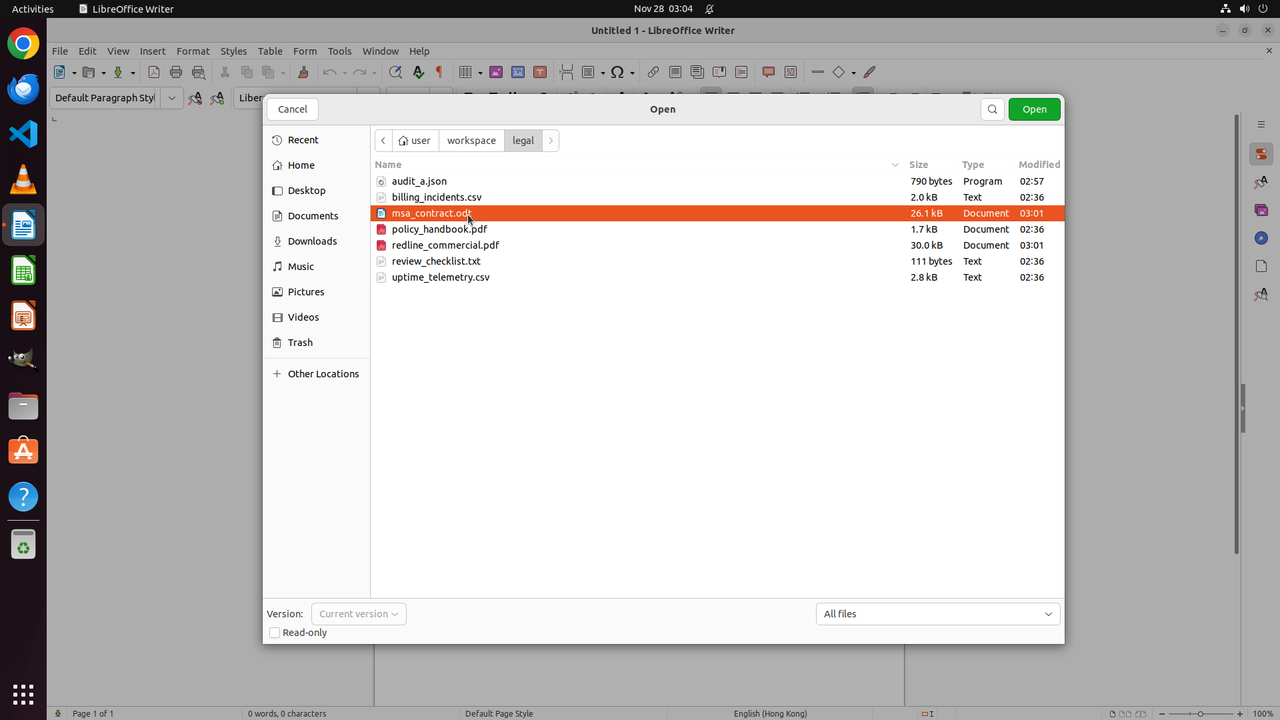 Activities
LibreOffice Writer
Nov 28 03:04
Untitled 1 - LibreOffice Writer
File Edit View Insert Format Styles Table Form Tools Window Help
Default Paragraph Styl
Liber
Cancel
Open
Open
Recent
Home
Desktop
Documents
Downloads
Music
Pictures
Videos
Trash
Other Locations
user workspace legal
Name Size Type Modified
audit_a.json 790 bytes Program 02:57
billing_incidents.csv 2.0 kB Text 02:36
msa_contract.odt 26.1 kB Document 03:01
policy_handbook.pdf 1.7 kB Document 02:36
redline_commercial.pdf 30.0 kB Document 03:01
review_checklist.txt 111 bytes Text 02:36
uptime_telemetry.csv 2.8 kB Text 02:36
Version: Current version
All files
Read-only
Page 1 of 1
0 words, 0 characters
Default Page Style
English (Hong Kong)
100%